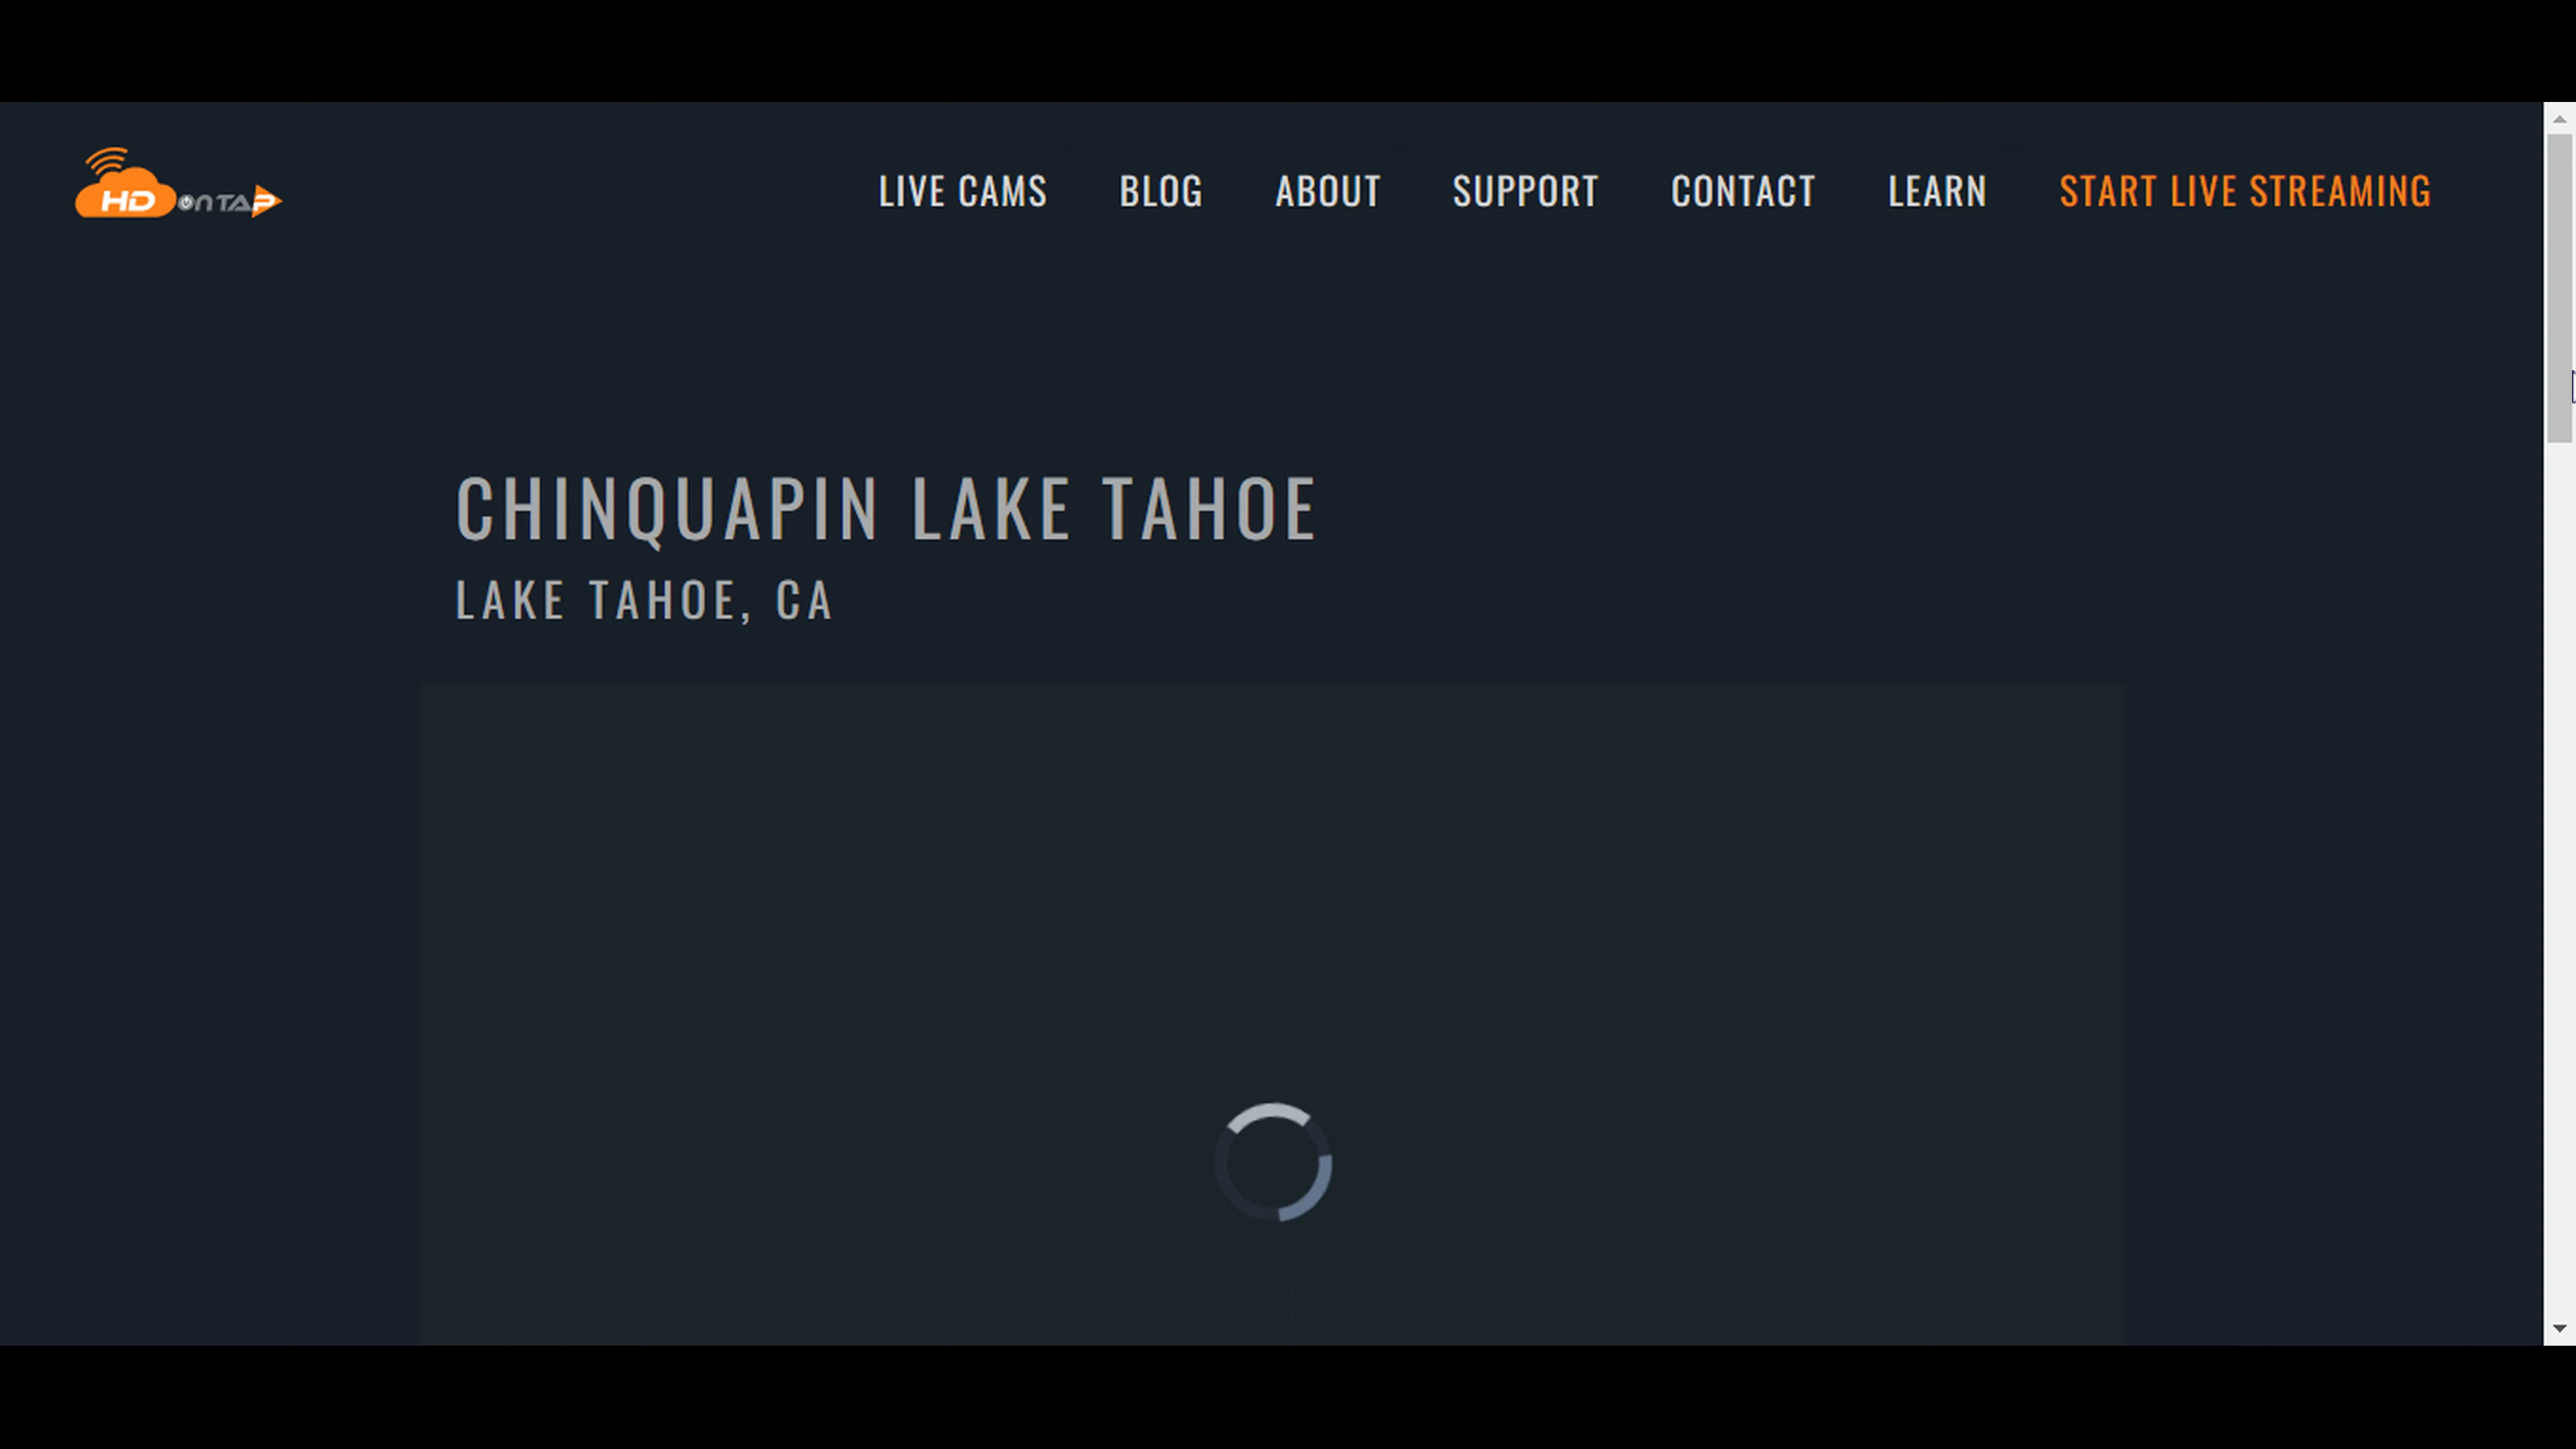 HD ON TAP
LIVE CAMS BLOG ABOUT SUPPORT CONTACT LEARN START LIVE STREAMING
CHINQUAPIN LAKE TAHOE
LAKE TAHOE, CA